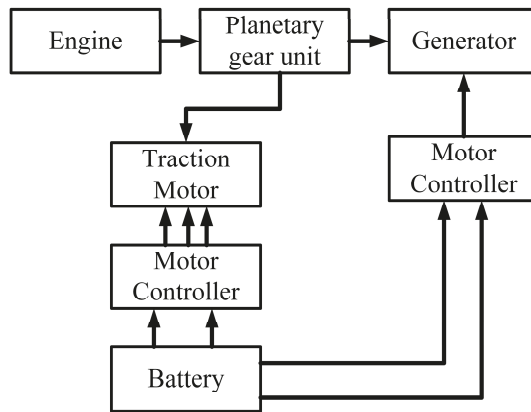 Engine
Planetary
gear unit
Generator
Traction
Motor
Motor
Controller
Motor
Controller
Battery